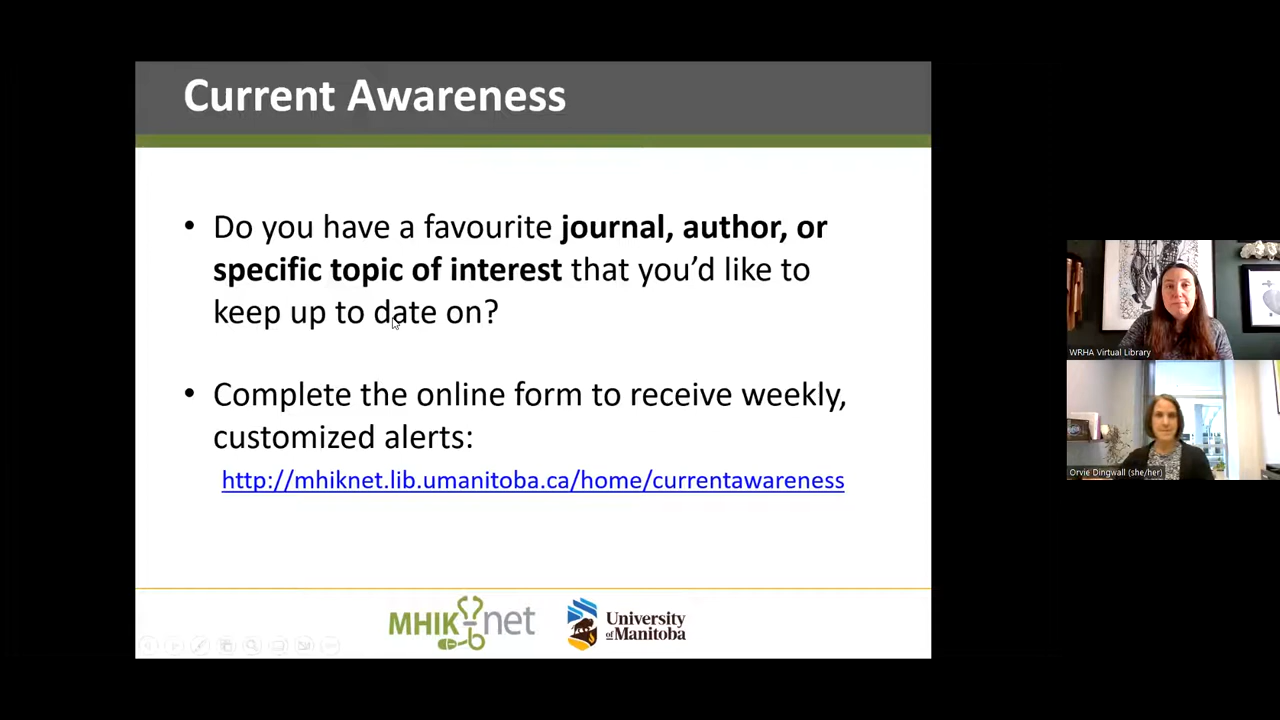 Current Awareness
• Do you have a favourite journal, author, or
specific topic of interest that you’d like to
keep up to date on?
• Complete the online form to receive weekly,
customized alerts:
http://mhiknet.lib.umanitoba.ca/home/currentawareness
MHIK-net
University
of Manitoba
WRHA Virtual Library
Orvie Dingwall (she/her)